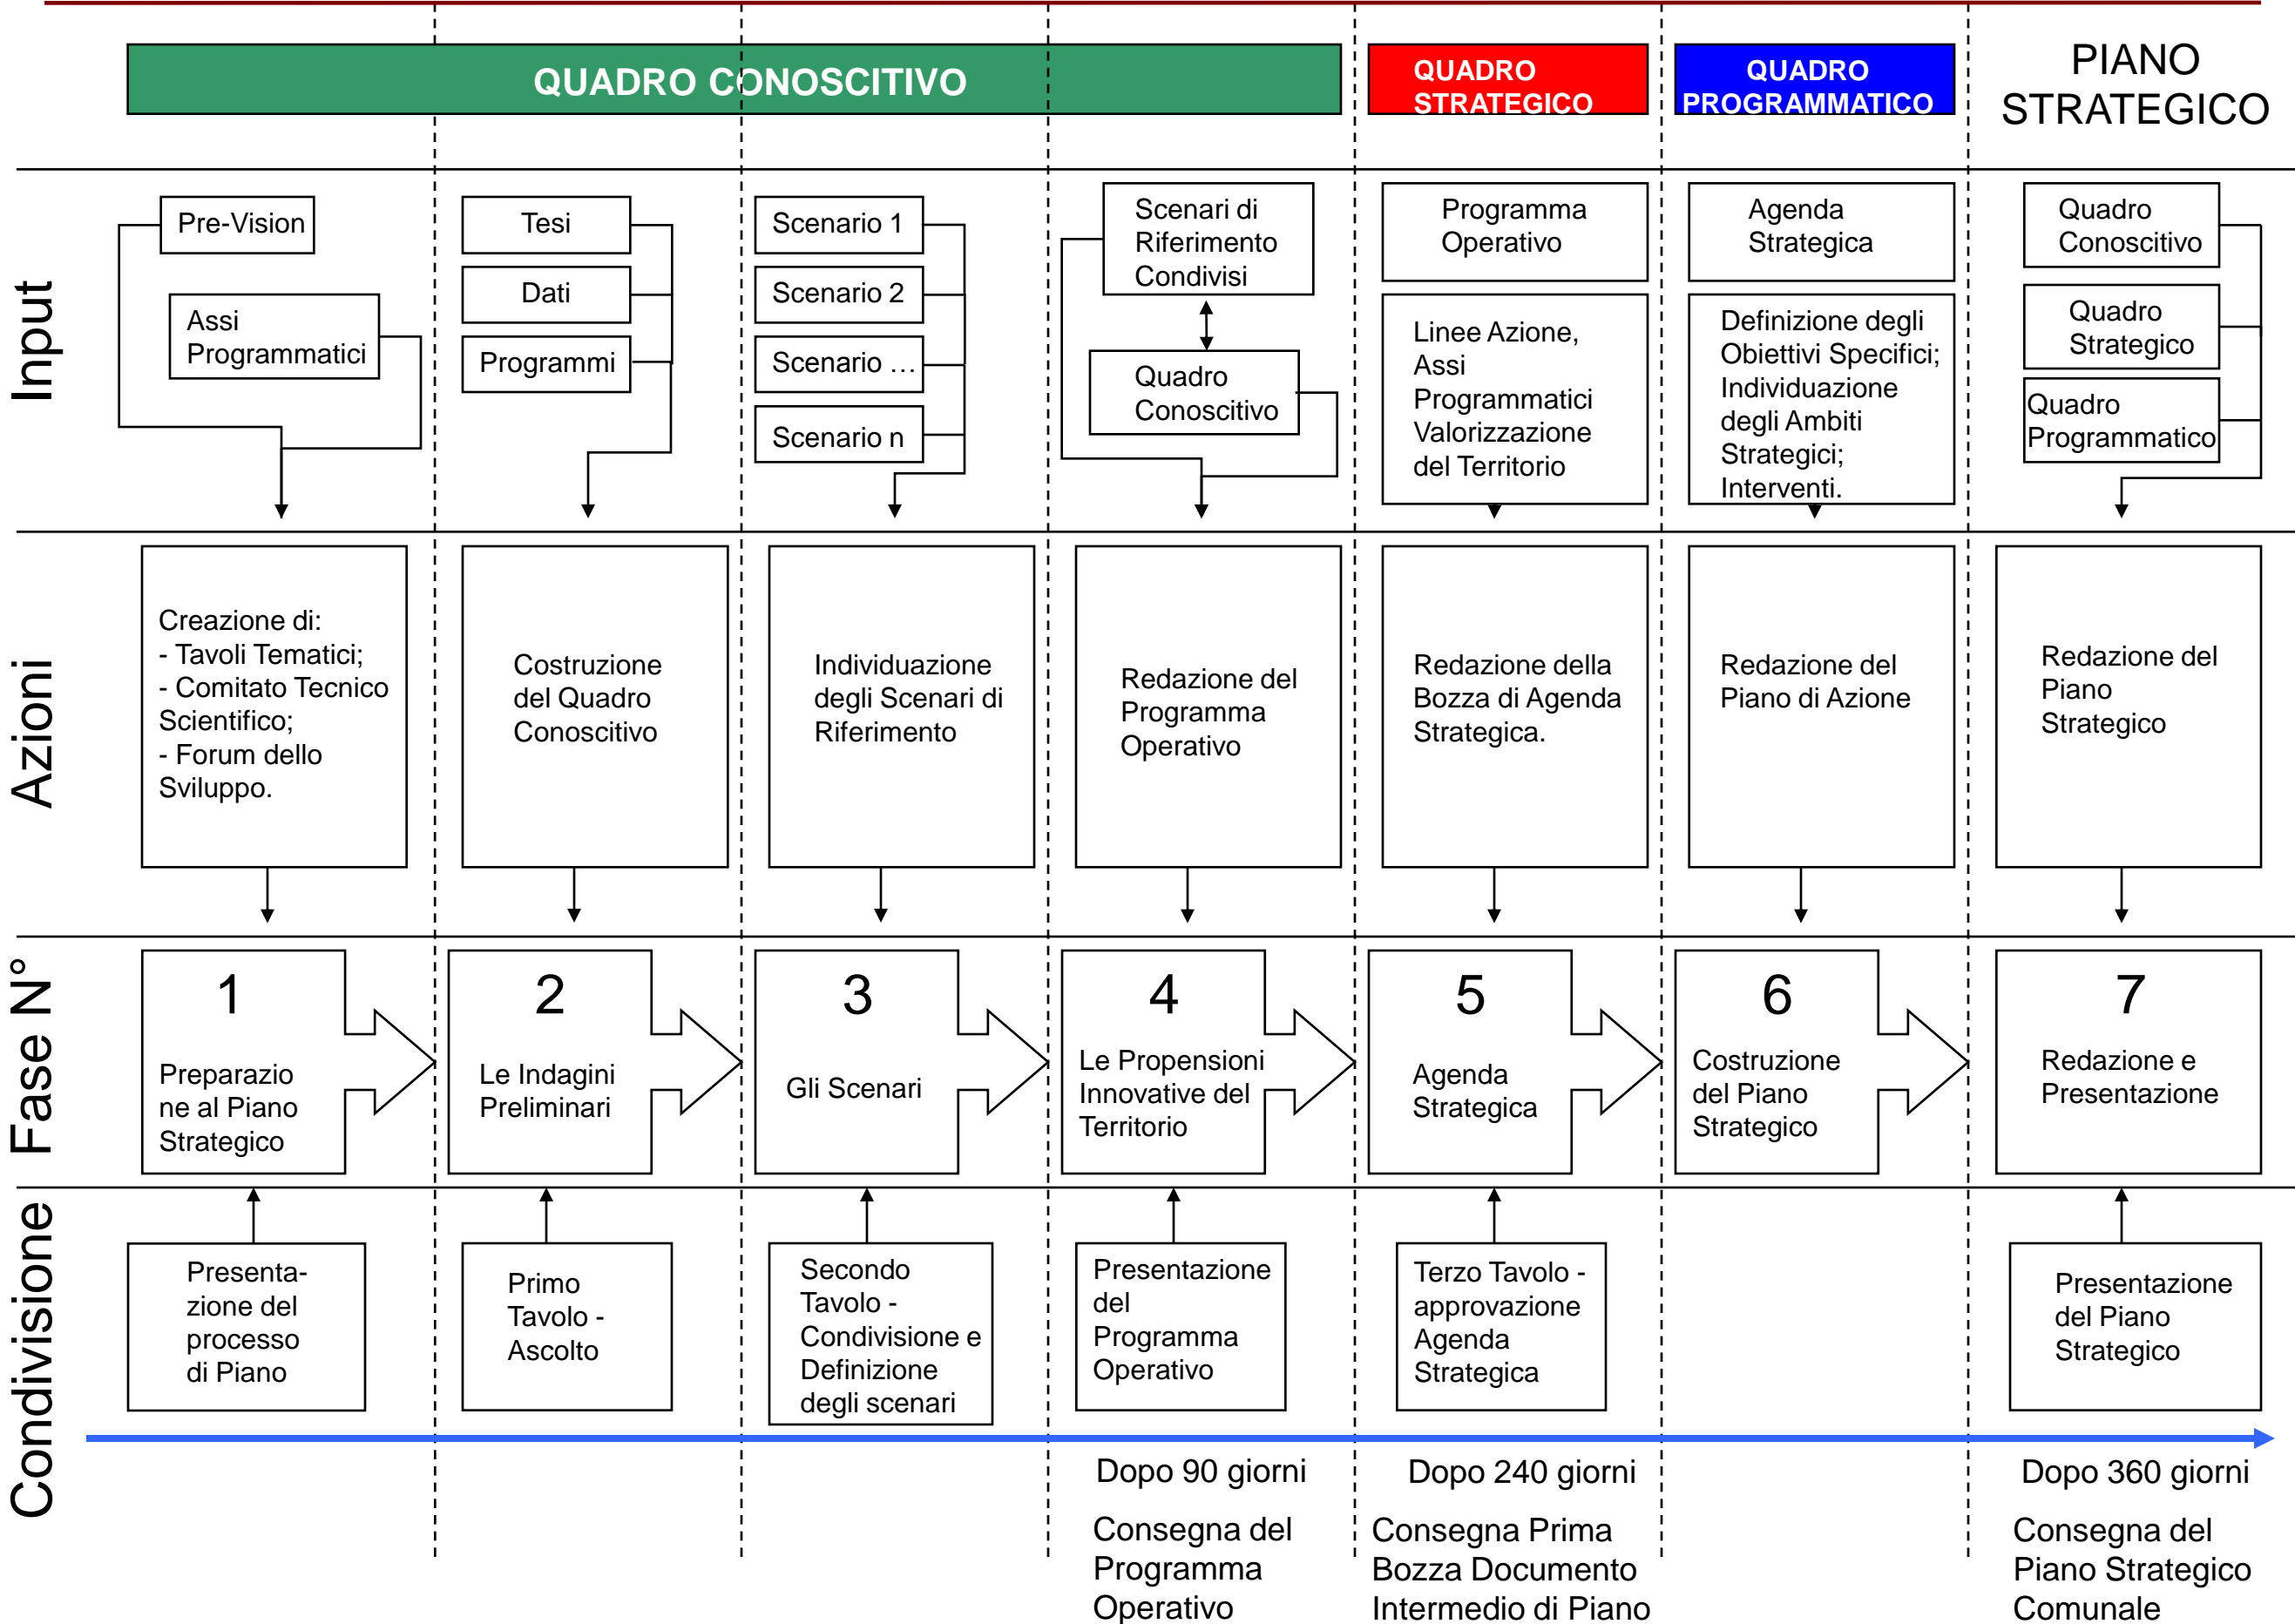 QUADRO CONOSCITIVO
QUADRO
STRATEGICO
QUADRO
PROGRAMMATICO
PIANO
STRATEGICO
Input
Pre-Vision
Assi
Programmatici
Tesi
Dati
Programmi
Scenario 1
Scenario 2
Scenario …
Scenario n
Scenari di
Riferimento
Condivisi
Quadro
Conoscitivo
Programma
Operativo
Linee Azione,
Assi
Programmatici
Valorizzazione
del Territorio
Agenda
Strategica
Definizione degli
Obiettivi Specifici;
Individuazione
degli Ambiti
Strategici;
Interventi.
Quadro
Conoscitivo
Quadro
Strategico
Quadro
Programmatico
Azioni
Creazione di:
- Tavoli Tematici;
- Comitato Tecnico
Scientifico;
- Forum dello
Sviluppo.
Costruzione
del Quadro
Conoscitivo
Individuazione
degli Scenari di
Riferimento
Redazione del
Programma
Operativo
Redazione della
Bozza di Agenda
Strategica.
Redazione del
Piano di Azione
Redazione del
Piano
Strategico
Fase N°
1
Preparazio
ne al Piano
Strategico
2
Le Indagini
Preliminari
3
Gli Scenari
4
Le Propensioni
Innovative del
Territorio
5
Agenda
Strategica
6
Costruzione
del Piano
Strategico
7
Redazione e
Presentazione
Condivisione
Presenta-
zione del
processo
di Piano
Primo
Tavolo -
Ascolto
Secondo
Tavolo -
Condivisione e
Definizione
degli scenari
Presentazione
del
Programma
Operativo
Terzo Tavolo -
approvazione
Agenda
Strategica
Presentazione
del Piano
Strategico
Dopo 90 giorni
Consegna del
Programma
Operativo
Dopo 240 giorni
Consegna Prima
Bozza Documento
Intermedio di Piano
Dopo 360 giorni
Consegna del
Piano Strategico
Comunale